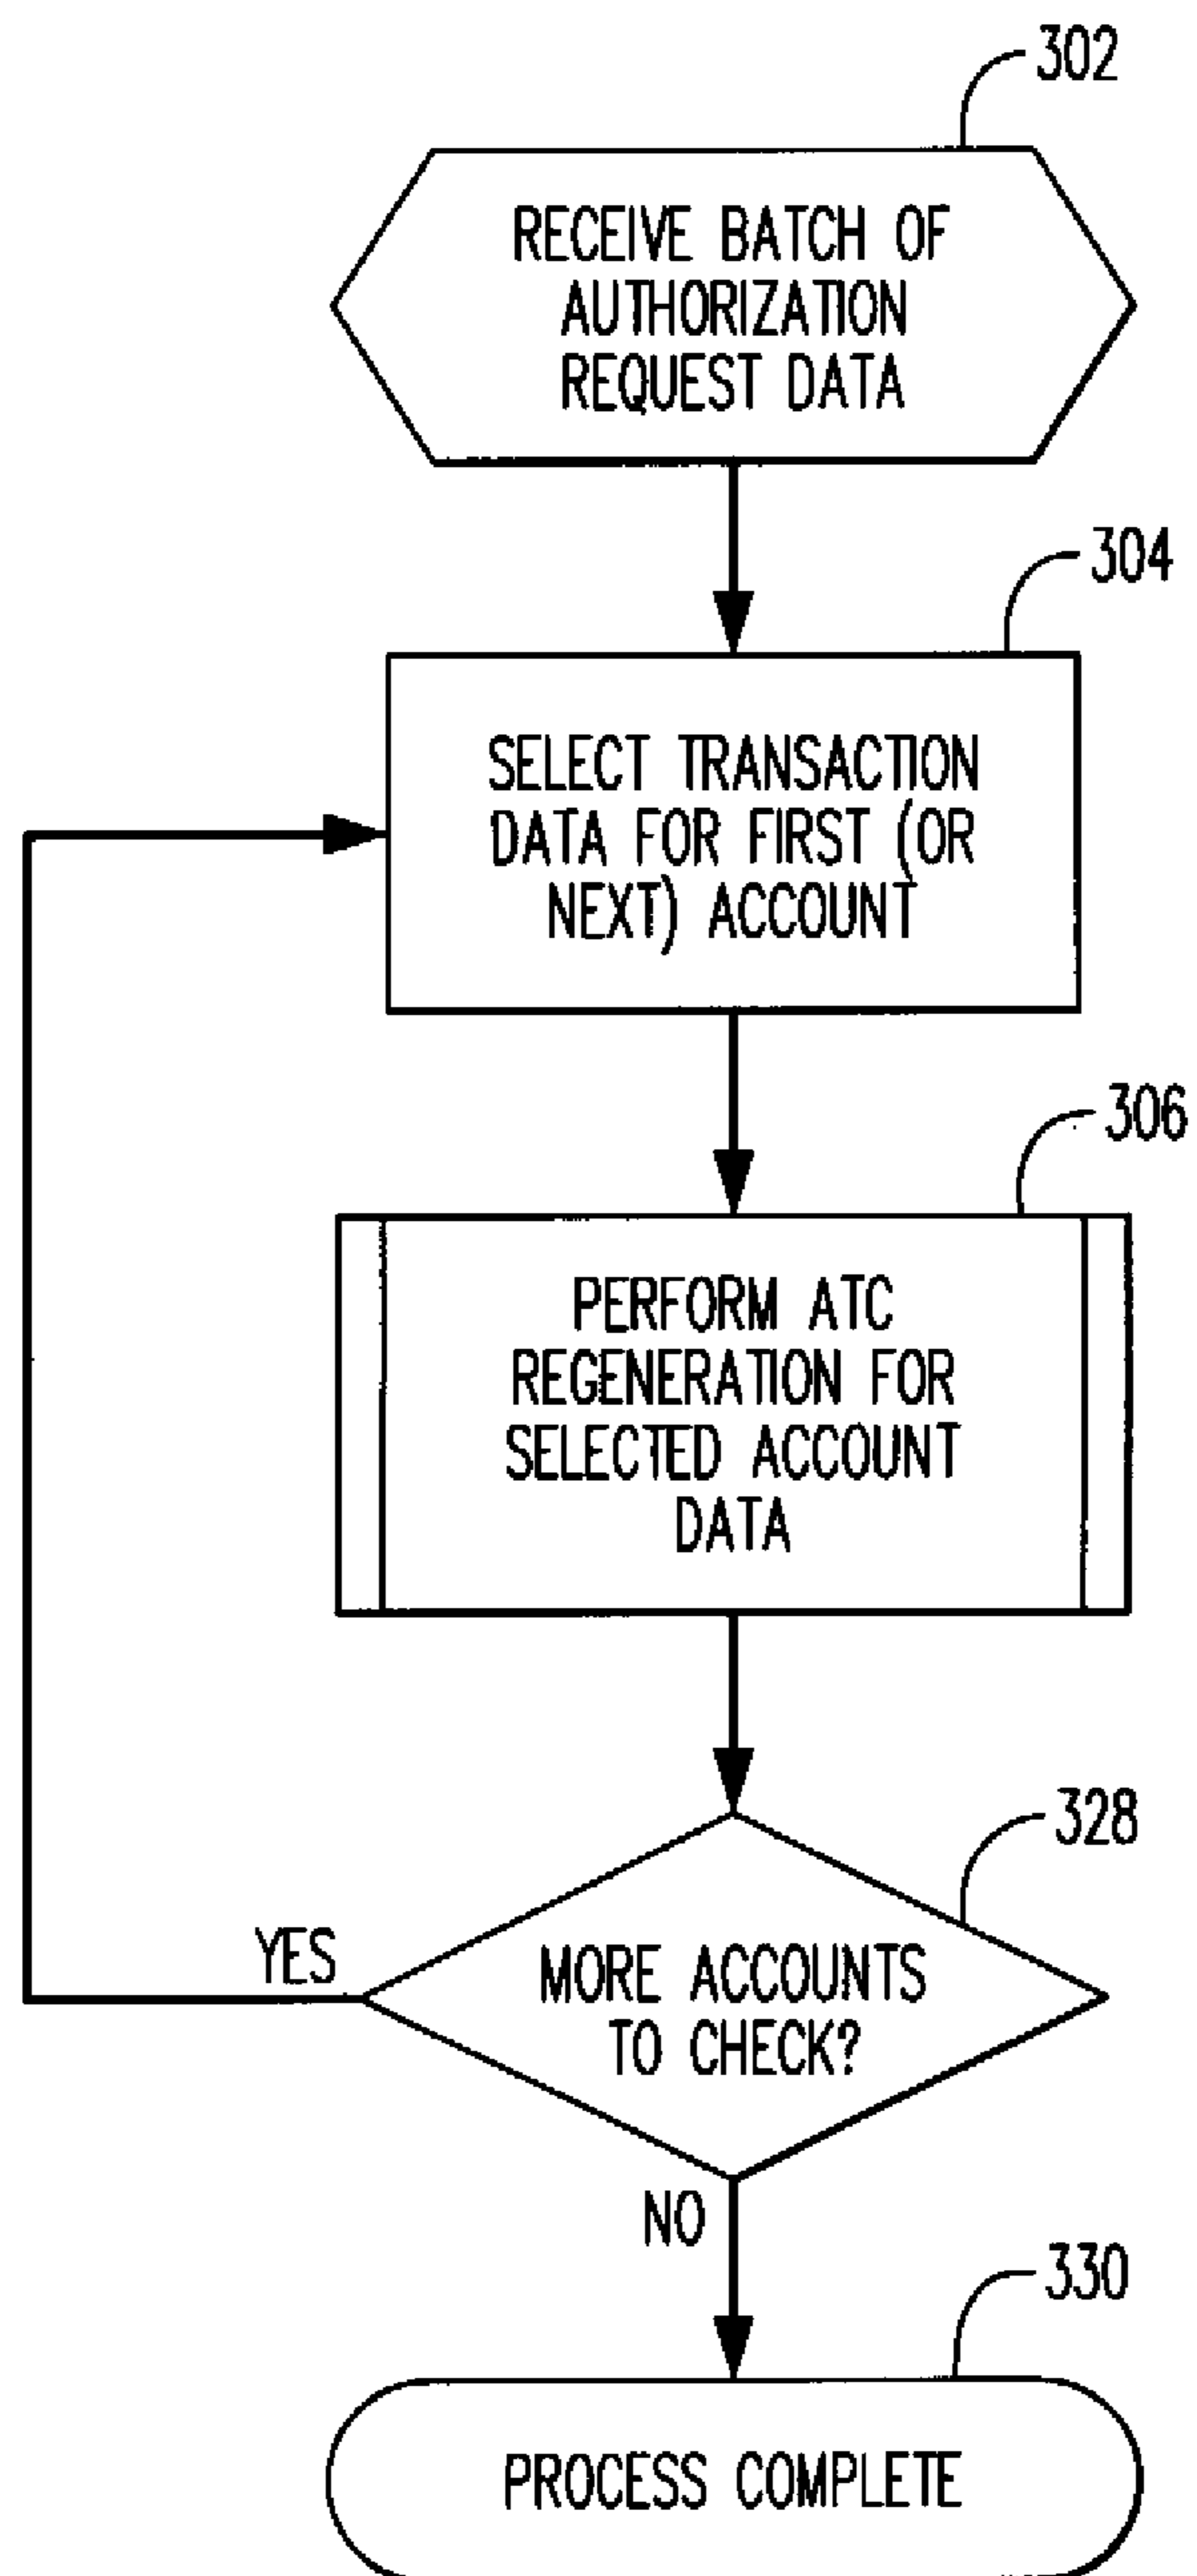 302
RECEIVE BATCH OF
AUTHORIZATION
REQUEST DATA
304
SELECT TRANSACTION
DATA FOR FIRST (OR
NEXT) ACCOUNT
306
PERFORM ATC
REGENERATION FOR
SELECTED ACCOUNT
DATA
328
YES
MORE ACCOUNTS
TO CHECK?
NO
330
PROCESS COMPLETE